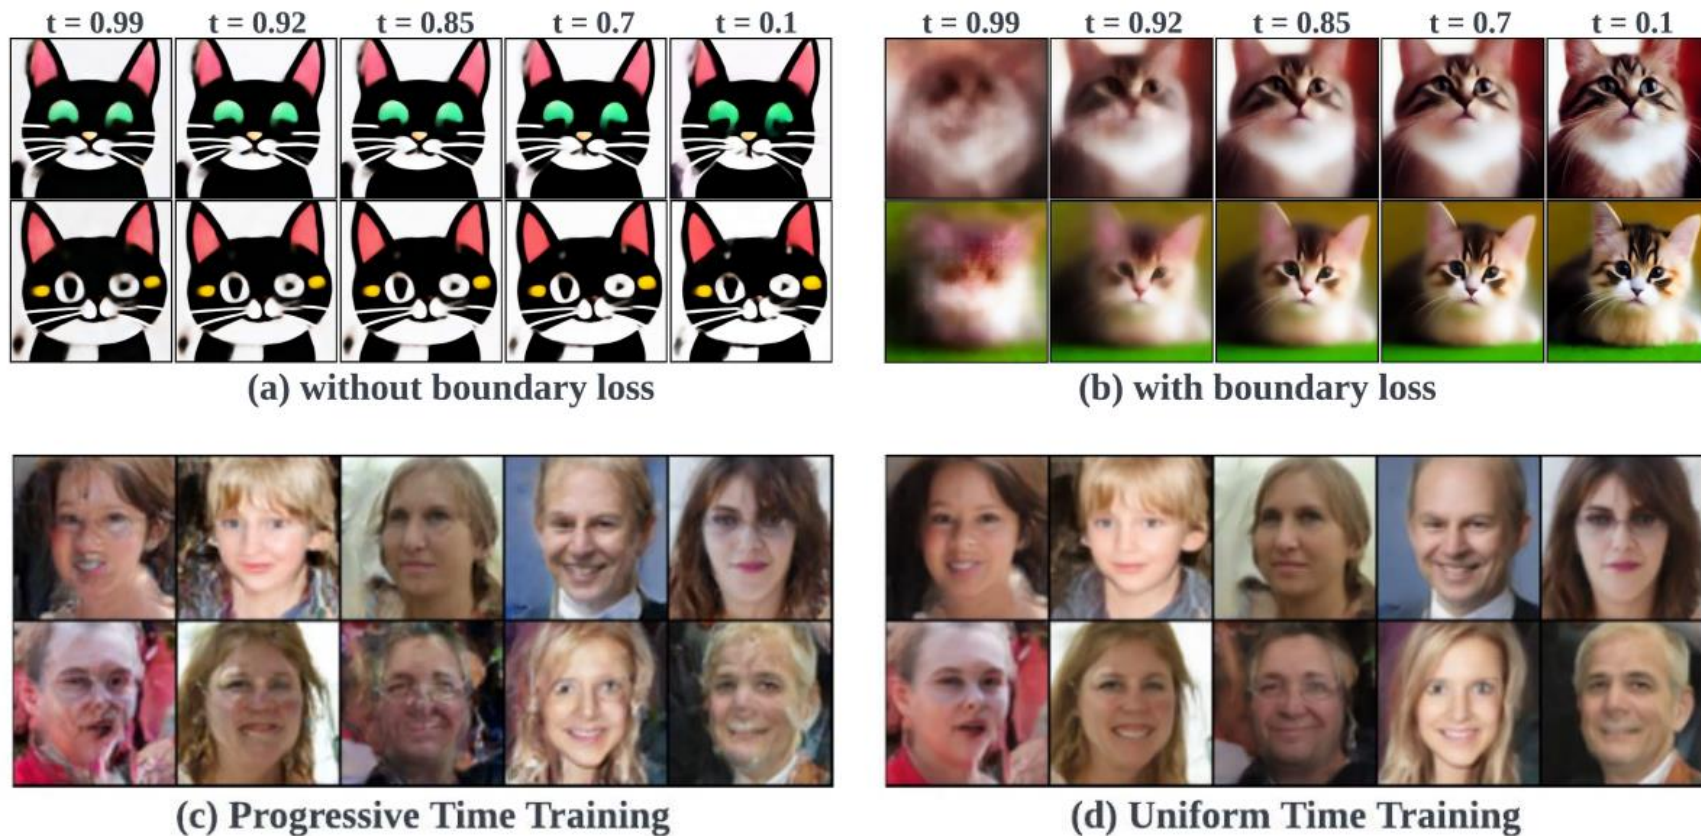 t = 0.99 t = 0.92 t = 0.85 t = 0.7 t = 0.1
t = 0.99 t = 0.92 t = 0.85 t = 0.7 t = 0.1
(a) without boundary loss
(b) with boundary loss
(c) Progressive Time Training
(d) Uniform Time Training